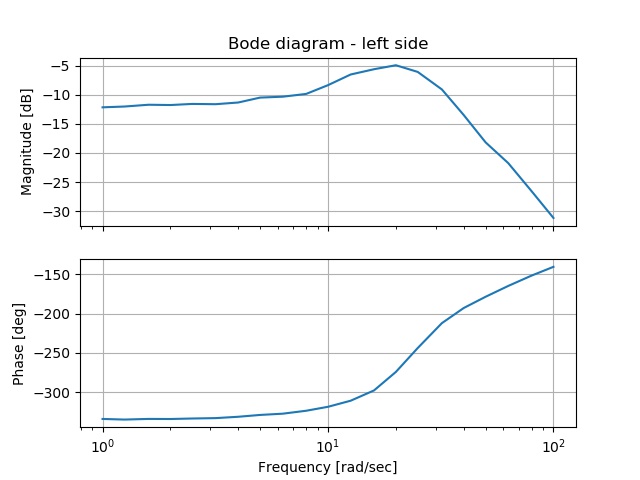 Bode diagram - left side
−5
−10
−15
−20
−25
−30
Magnitude [dB]
−150
−200
−250
−300
Phase [deg]
10⁰ 10¹ 10²
Frequency [rad/sec]